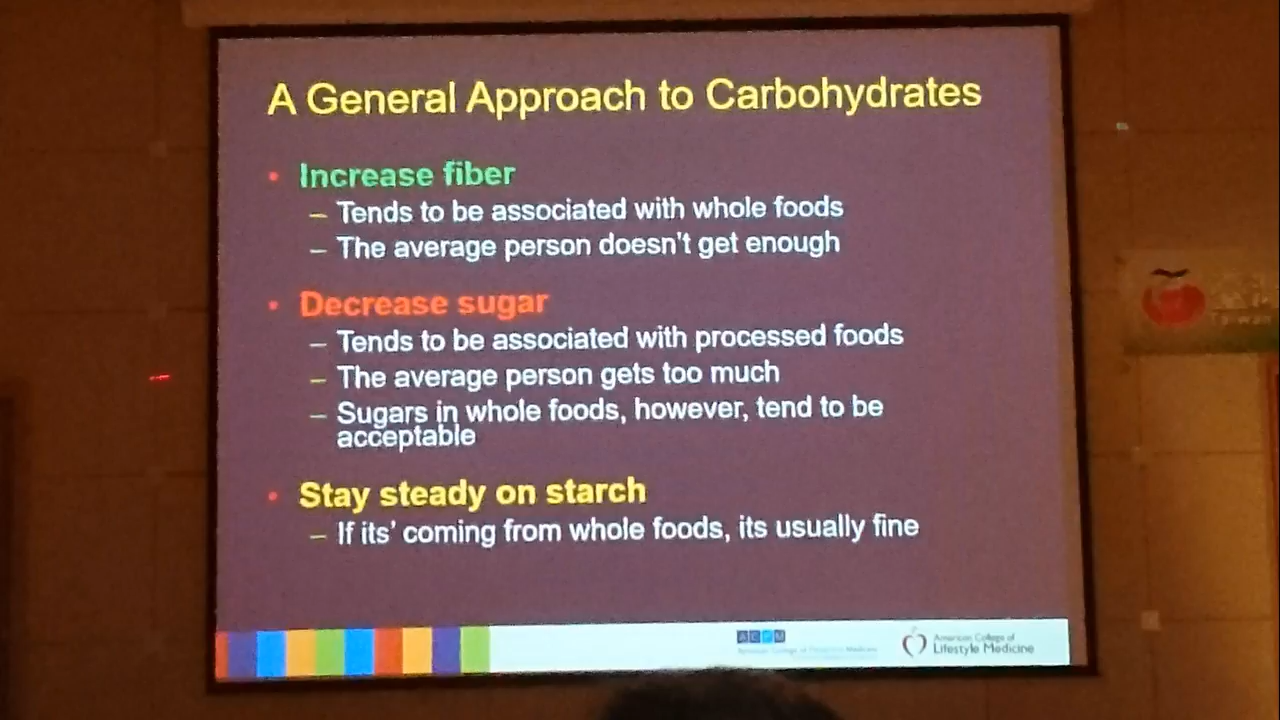 A General Approach to Carbohydrates
• Increase fiber
– Tends to be associated with whole foods
– The average person doesn't get enough
• Decrease sugar
– Tends to be associated with processed foods
– The average person gets too much
– Sugars in whole foods, however, tend to be
acceptable
• Stay steady on starch
– If its' coming from whole foods, its usually fine
American College of
Lifestyle Medicine
Taiwan